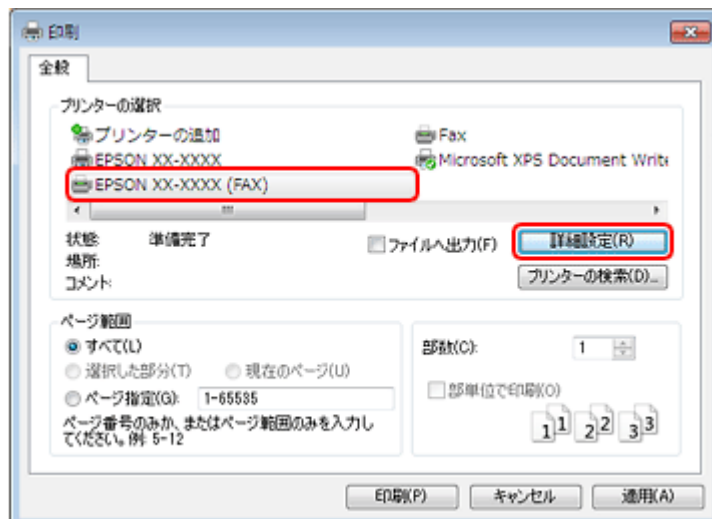 印刷
全般
プリンターの選択
プリンターの追加
Fax
EPSON XX-XXXX
Microsoft XPS Document Write
EPSON XX-XXXX (FAX)
状態: 準備完了
場所:
コメント:
ファイルへ出力(F)
詳細設定(R)
プリンターの検索(D)...
ページ範囲
すべて(L)
選択した部分(T) 現在のページ(U)
ページ指定(G): 1-65535
ページ番号のみか、またはページ範囲のみを入力し
てください。例: 5-12
部数(C): 1
部単位で印刷(O)
11 22 33
印刷(P) キャンセル 適用(A)